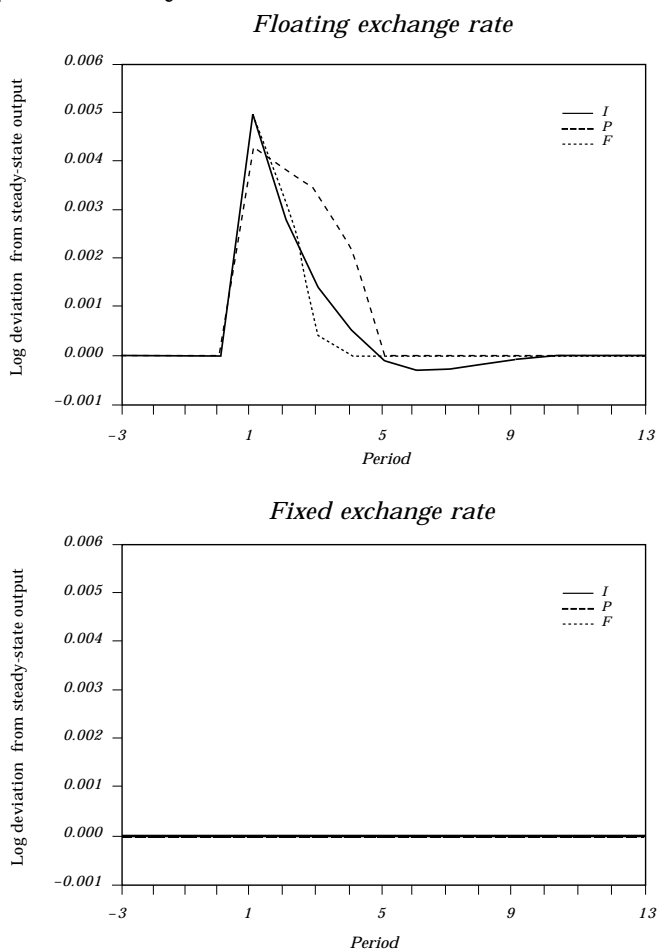 Floating exchange rate
Log deviation from steady-state output
0.006
0.005
0.004
0.003
0.002
0.001
0.000
-0.001
I
P
F
-3 1 5 9 13
Period
Fixed exchange rate
Log deviation from steady-state output
0.006
0.005
0.004
0.003
0.002
0.001
0.000
-0.001
I
P
F
-3 1 5 9 13
Period